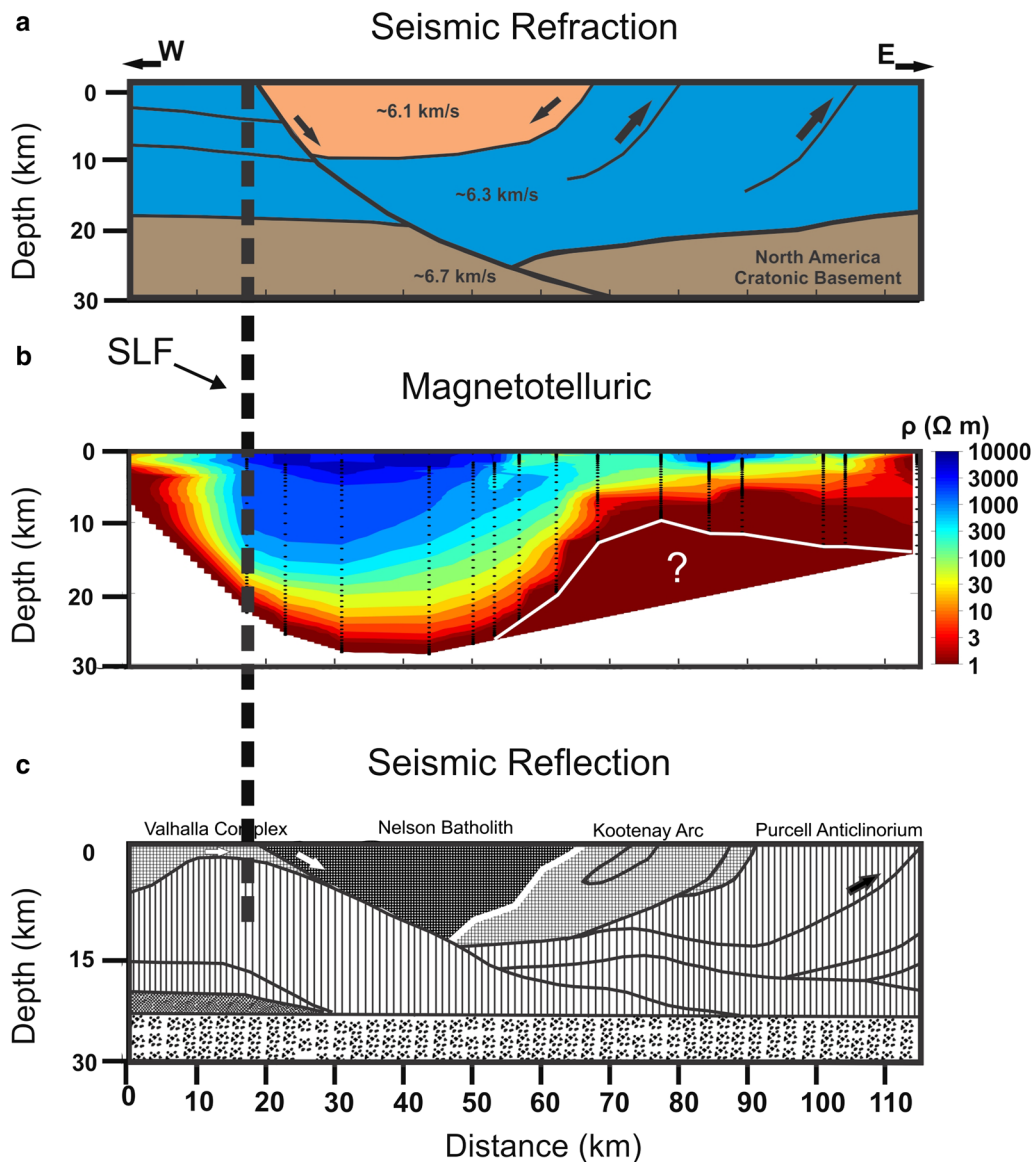 a
Seismic Refraction
W
E
0
10
20
30
Depth (km)
~6.1 km/s
~6.3 km/s
~6.7 km/s
North America
Cratonic Basement
b
SLF
Magnetotelluric
ρ (Ω m)
0
10
20
30
Depth (km)
?
10000
3000
1000
300
100
30
10
3
1
c
Seismic Reflection
Valhalla Complex
Nelson Batholith
Kootenay Arc
Purcell Anticlinorium
0
15
30
Depth (km)
0 10 20 30 40 50 60 70 80 90 100 110
Distance (km)